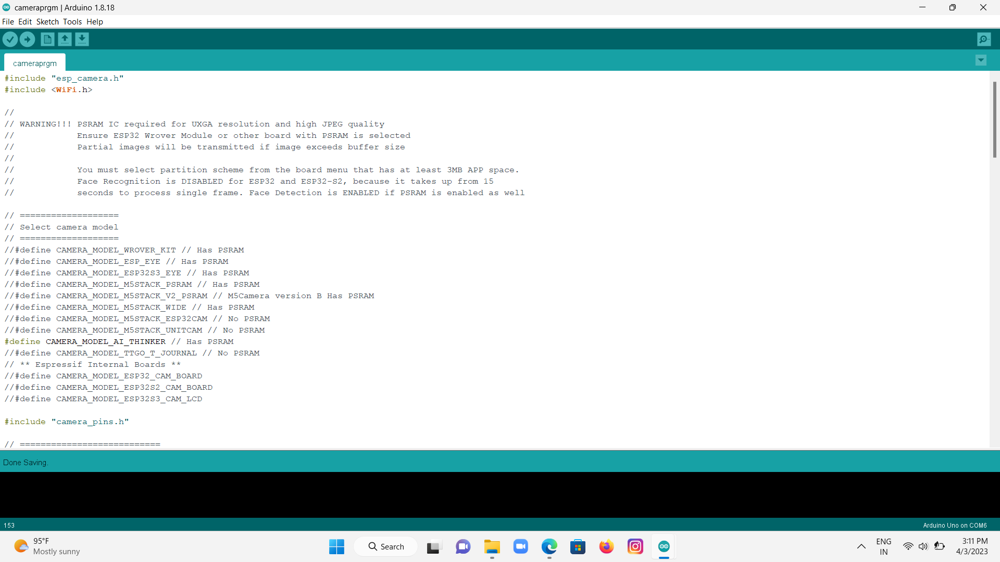 cameraprgm | Arduino 1.8.18
File Edit Sketch Tools Help
cameraprgm
#include "esp_camera.h"
#include <WiFi.h>
//
// WARNING!!! PSRAM IC required for UXGA resolution and high JPEG quality
//            Ensure ESP32 Wrover Module or other board with PSRAM is selected
//            Partial images will be transmitted if image exceeds buffer size
//
//            You must select partition scheme from the board menu that has at least 3MB APP space.
//            Face Recognition is DISABLED for ESP32 and ESP32-S2, because it takes up from 15
//            seconds to process single frame. Face Detection is ENABLED if PSRAM is enabled as well
// ===================
// Select camera model
// ===================
//#define CAMERA_MODEL_WROVER_KIT // Has PSRAM
//#define CAMERA_MODEL_ESP_EYE // Has PSRAM
//#define CAMERA_MODEL_ESP32S3_EYE // Has PSRAM
//#define CAMERA_MODEL_M5STACK_PSRAM // Has PSRAM
//#define CAMERA_MODEL_M5STACK_V2_PSRAM // M5Camera version B Has PSRAM
//#define CAMERA_MODEL_M5STACK_WIDE // Has PSRAM
//#define CAMERA_MODEL_M5STACK_ESP32CAM // No PSRAM
//#define CAMERA_MODEL_M5STACK_UNITCAM // No PSRAM
#define CAMERA_MODEL_AI_THINKER // Has PSRAM
//#define CAMERA_MODEL_TTGO_T_JOURNAL // No PSRAM
// ** Espressif Internal Boards **
//#define CAMERA_MODEL_ESP32_CAM_BOARD
//#define CAMERA_MODEL_ESP32S2_CAM_BOARD
//#define CAMERA_MODEL_ESP32S3_CAM_LCD
#include "camera_pins.h"
// ===========================
Done Saving.
153
Arduino Uno on COM6
95°F
Mostly sunny
Search
ENG
IN
3:11 PM
4/3/2023